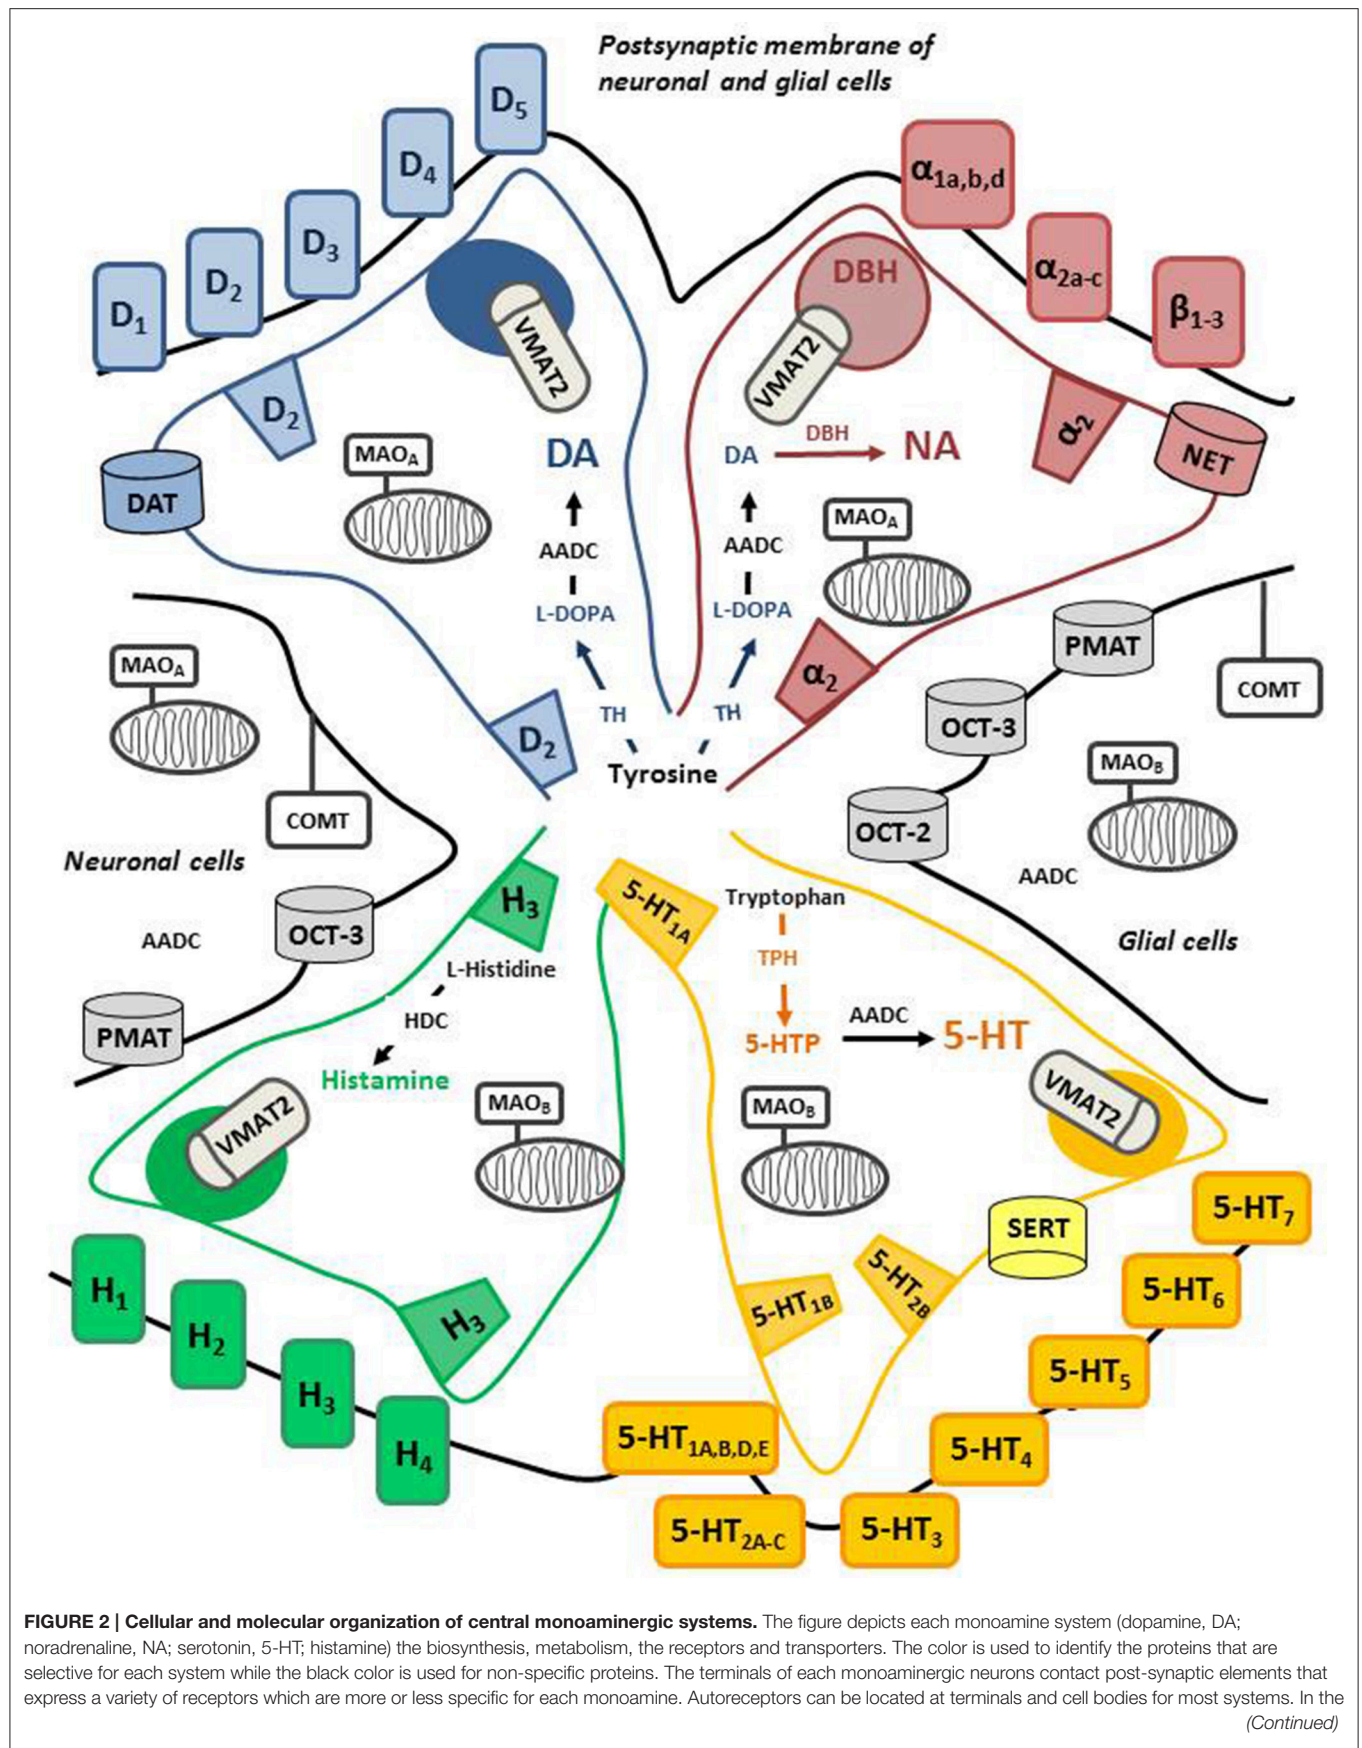 Postsynaptic membrane of
neuronal and glial cells
D5
D4
D3
D2
D1
α1a,b,d
α2a-c
β1-3
DBH
VMAT2
VMAT2
D2
α2
NET
DAT
MAOA
DA
DA
DBH
NA
MAOA
AADC
AADC
L-DOPA
L-DOPA
TH
TH
Tyrosine
D2
α2
PMAT
COMT
OCT-3
MAOB
OCT-2
AADC
Glial cells
MAOA
COMT
Neuronal cells
OCT-3
AADC
PMAT
H3
L-Histidine
HDC
Histamine
VMAT2
MAOB
H3
5-HT1A
Tryptophan
TPH
5-HTP
AADC
5-HT
VMAT2
MAOB
SERT
5-HT1B
5-HT2B
H1
H2
H3
H4
5-HT1A,B,D,E
5-HT2A-C
5-HT3
5-HT4
5-HT5
5-HT6
5-HT7
FIGURE 2 | Cellular and molecular organization of central monoaminergic systems. The figure depicts each monoamine system (dopamine, DA;
noradrenaline, NA; serotonin, 5-HT; histamine) the biosynthesis, metabolism, the receptors and transporters. The color is used to identify the proteins that are
selective for each system while the black color is used for non-specific proteins. The terminals of each monoaminergic neurons contact post-synaptic elements that
express a variety of receptors which are more or less specific for each monoamine. Autoreceptors can be located at terminals and cell bodies for most systems. In the
(Continued)